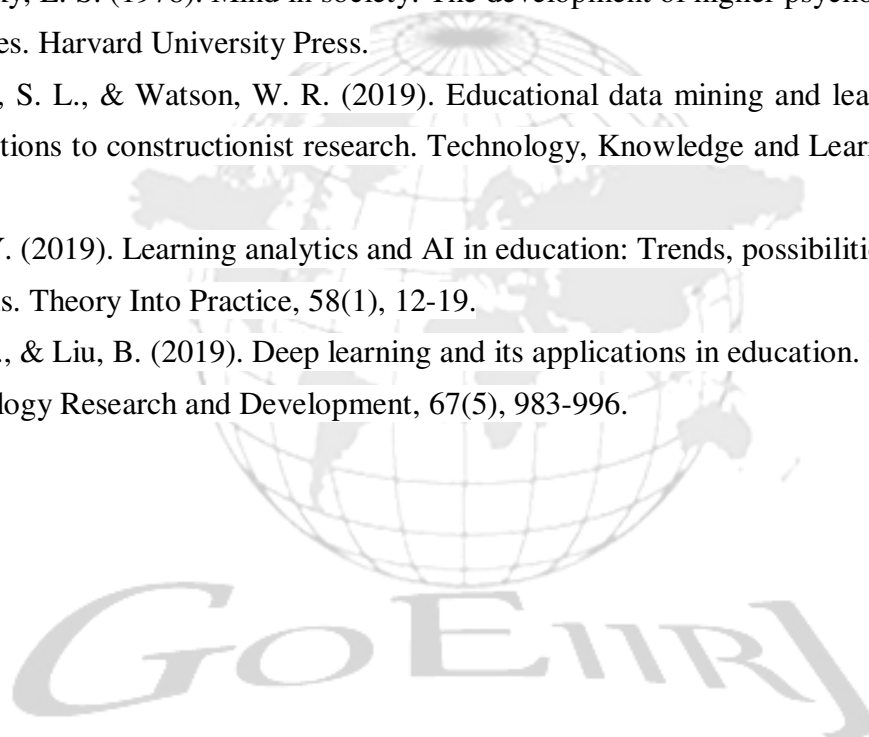 y, L. S. (1978). Mind in society: The development of higher psycho
es. Harvard University Press.
, S. L., & Watson, W. R. (2019). Educational data mining and lea
tions to constructionist research. Technology, Knowledge and Lear
. (2019). Learning analytics and AI in education: Trends, possibiliti
s. Theory Into Practice, 58(1), 12-19.
., & Liu, B. (2019). Deep learning and its applications in education.
logy Research and Development, 67(5), 983-996.
GOEIIRJ